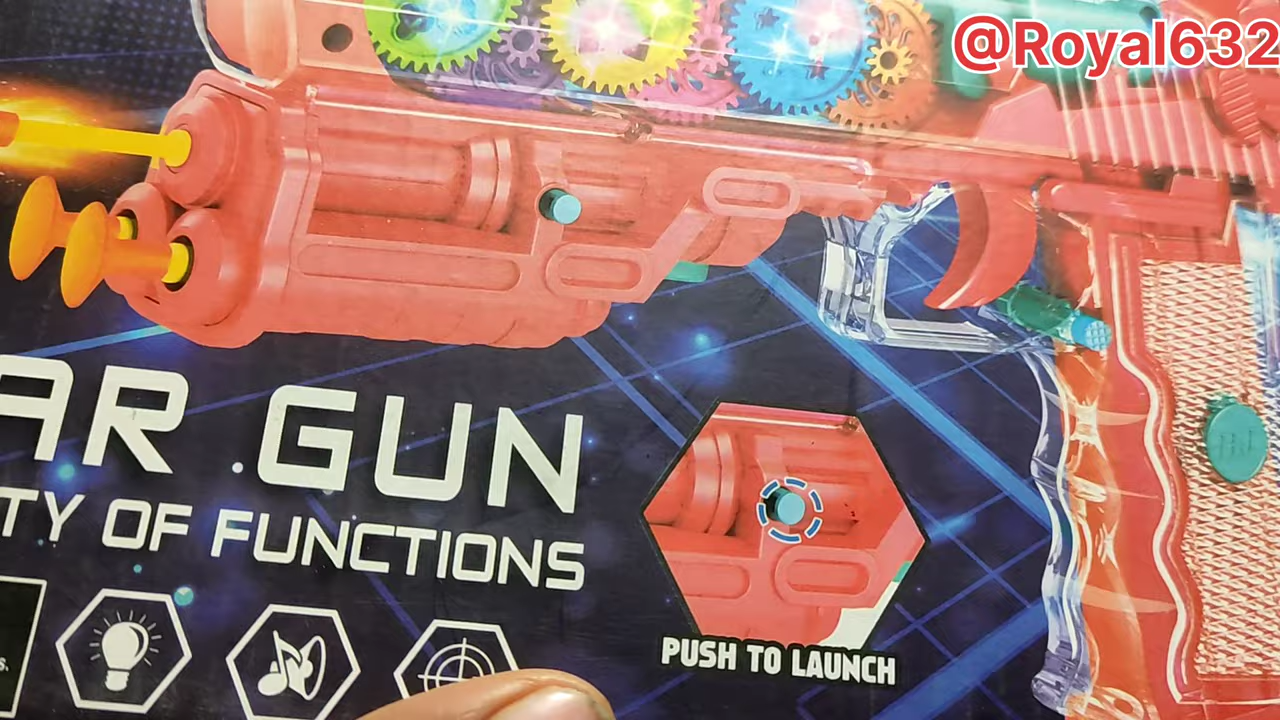 @Royal632
AR GUN
TY OF FUNCTIONS
s.
PUSH TO LAUNCH